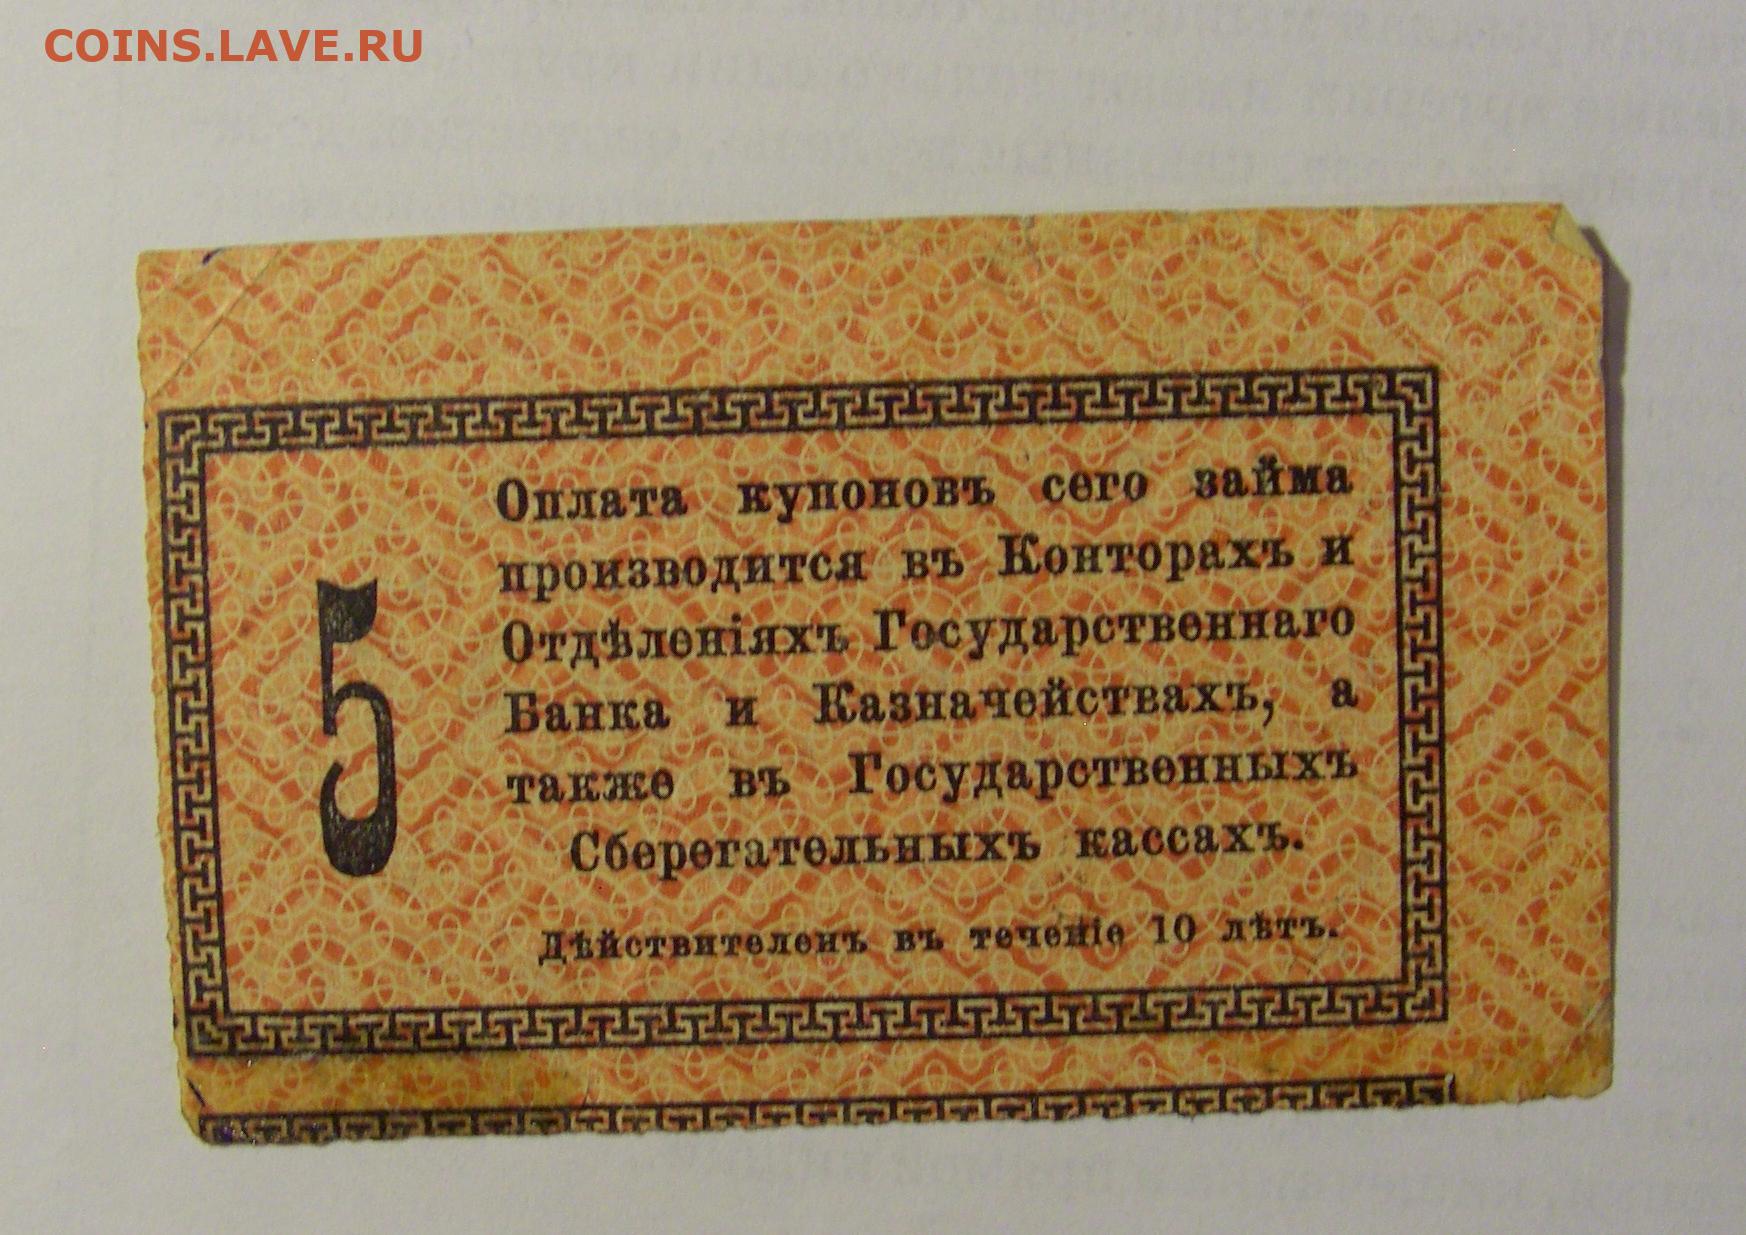 COINS.LAVE.RU
Оплата купоновъ сего займа
производится въ Конторахъ и
Отдѣленіяхъ Государственнаго
Банка и Казначействахъ, а
также въ Государственныхъ
Сберегательныхъ кассахъ.
Дѣйствителенъ въ теченіе 10 лѣтъ.
5